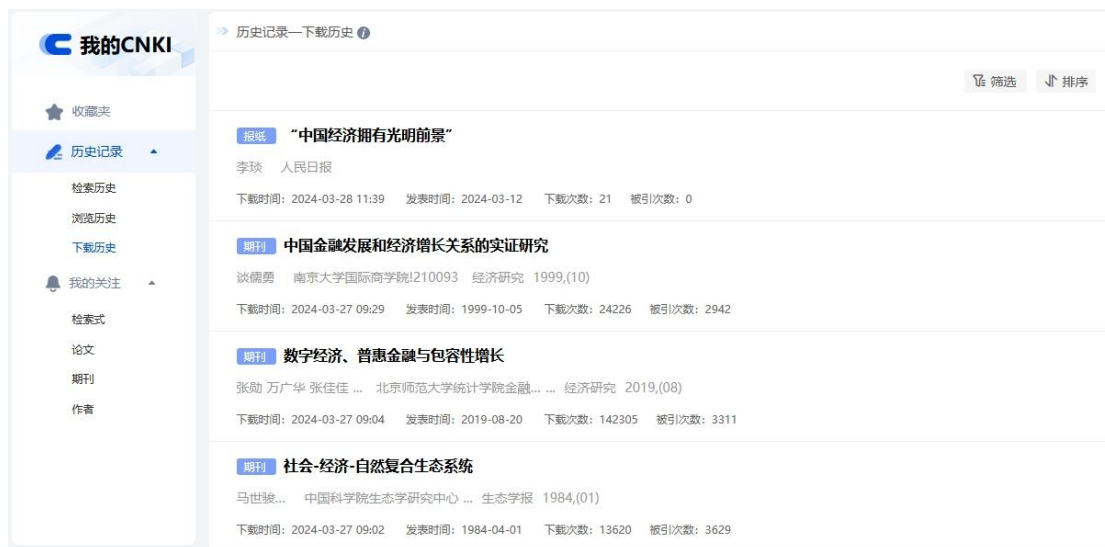 我的CNKI
收藏夹
历史记录
检索历史
浏览历史
下载历史
我的关注
检索式
论文
期刊
作者
历史记录—下载历史
筛选 排序
报纸 “中国经济拥有光明前景”
李琰 人民日报
下载时间：2024-03-28 11:39 发表时间：2024-03-12 下载次数：21 被引次数：0
期刊 中国金融发展和经济增长关系的实证研究
谈儒勇 南京大学国际商学院!210093 经济研究 1999,(10)
下载时间：2024-03-27 09:29 发表时间：1999-10-05 下载次数：24226 被引次数：2942
期刊 数字经济、普惠金融与包容性增长
张勋 万广华 张佳佳 ... 北京师范大学统计学院金融... ... 经济研究 2019,(08)
下载时间：2024-03-27 09:04 发表时间：2019-08-20 下载次数：142305 被引次数：3311
期刊 社会-经济-自然复合生态系统
马世骏... 中国科学院生态学研究中心 ... 生态学报 1984,(01)
下载时间：2024-03-27 09:02 发表时间：1984-04-01 下载次数：13620 被引次数：3629